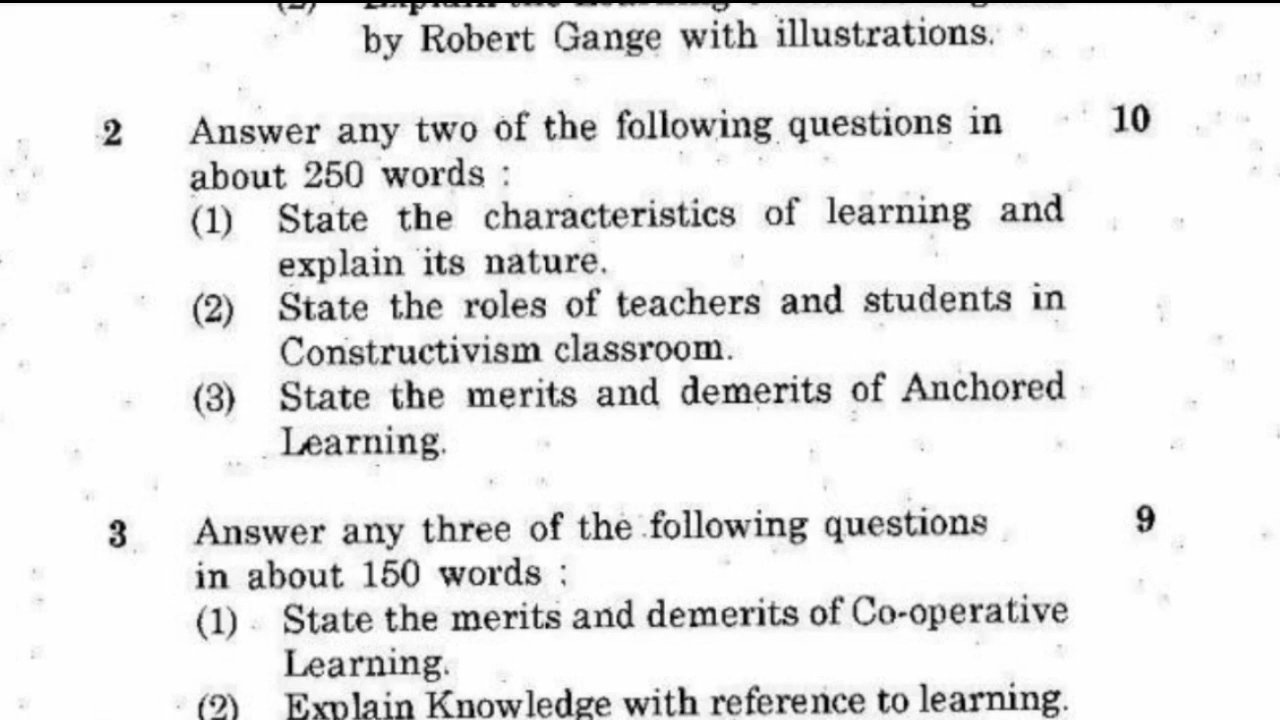 (2) Explain the Learning
by Robert Gange with illustrations.
2 Answer any two of the following questions in 10
about 250 words :
(1) State the characteristics of learning and
explain its nature.
(2) State the roles of teachers and students in
Constructivism classroom.
(3) State the merits and demerits of Anchored
Learning.
3 Answer any three of the following questions 9
in about 150 words :
(1) State the merits and demerits of Co-operative
Learning.
(2) Explain Knowledge with reference to learning.